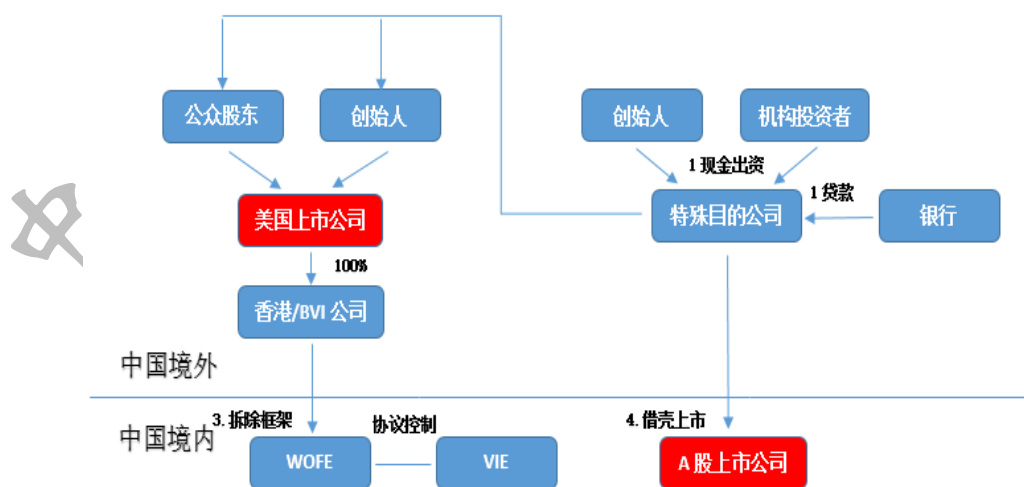 公众股东
创始人
创始人
机构投资者
1 现金出资
美国上市公司
特殊目的公司
1 贷款
银行
100%
香港/BVI 公司
中国境外
3. 拆除框架
协议控制
4. 借壳上市
中国境内
WOFE
VIE
A 股上市公司